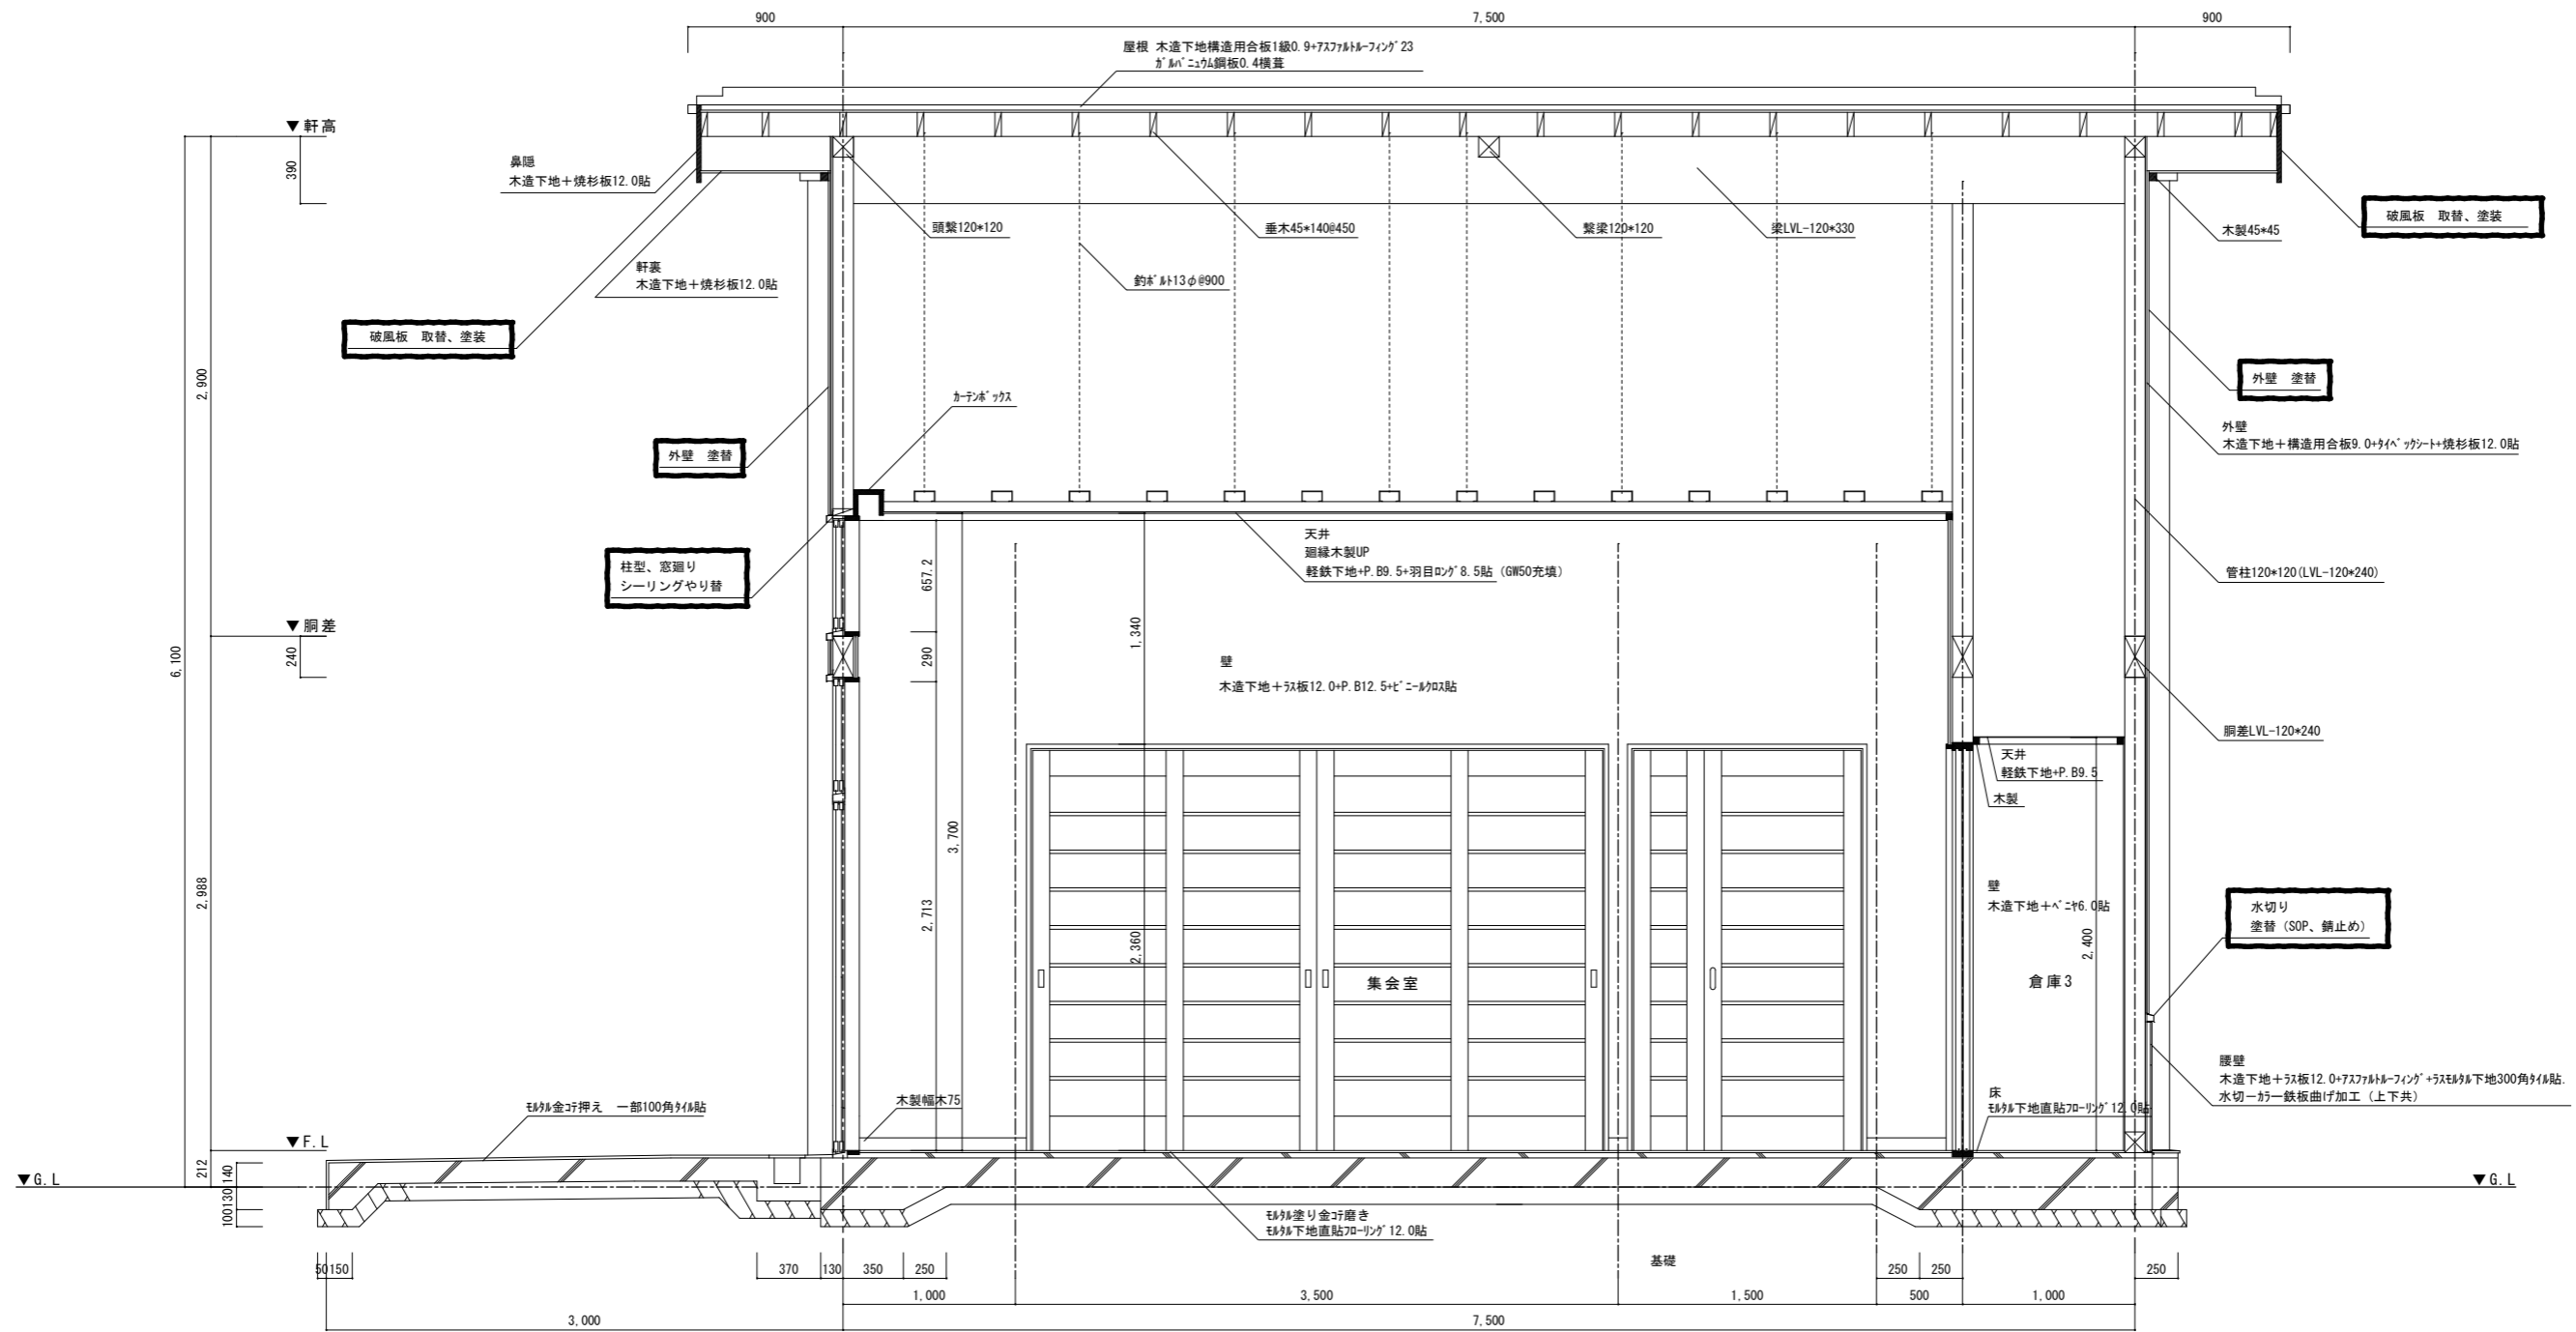 900
7,500
900
屋根 木造下地構造用合板1級0.9+ｱｽﾌｧﾙﾄﾙｰﾌｨﾝｸﾞ23
ｶﾞﾙﾊﾞﾆｭｳﾑ鋼板0.4横葺
▼軒高
390
鼻隠
木造下地＋焼杉板12.0貼
軒裏
木造下地＋焼杉板12.0貼
頭繋120*120
垂木45*140@450
繋梁120*120
梁LVL-120*330
木製45*45
破風板　取替、塗装
釣ﾎﾞﾙﾄ13φ@900
破風板　取替、塗装
2,900
外壁　塗替
ｶｰﾃﾝﾎﾞｯｸｽ
外壁
木造下地＋構造用合板9.0+ﾀｲﾍﾞｯｸｼｰﾄ+焼杉板12.0貼
外壁　塗替
天井
廻縁木製UP
軽鉄下地+P.B9.5+羽目ﾛﾝｸﾞ8.5貼（GW50充填）
柱型、窓廻り
シーリングやり替
657.2
管柱120*120(LVL-120*240)
▼胴差
240
6,100
290
1,340
壁
木造下地＋ﾗｽ板12.0+P.B12.5+ﾋﾞﾆｰﾙｸﾛｽ貼
胴差LVL-120*240
天井
軽鉄下地+P.B9.5
木製
3,700
2,988
2,713
2,360
壁
木造下地＋ﾍﾞﾆﾔ6.0貼
2,400
水切り
塗替（SOP、錆止め）
集会室
倉庫3
腰壁
木造下地＋ﾗｽ板12.0+ｱｽﾌｧﾙﾄﾙｰﾌｨﾝｸﾞ+ﾗｽﾓﾙﾀﾙ下地300角ﾀｲﾙ貼.
水切ーｶﾗー鉄板曲げ加工（上下共）
床
ﾓﾙﾀﾙ下地直貼ﾌﾛｰﾘﾝｸﾞ12.0貼
木製幅木75
ﾓﾙﾀﾙ金ｺﾃ押え　一部100角ﾀｲﾙ貼
▼F.L
212
140
130
100
▼G.L
▼G.L
ﾓﾙﾀﾙ塗り金ｺﾃ磨き
ﾓﾙﾀﾙ下地直貼ﾌﾛｰﾘﾝｸﾞ12.0貼
基礎
50
150
370
130
350
250
250
250
250
1,000
3,500
1,500
500
1,000
3,000
7,500